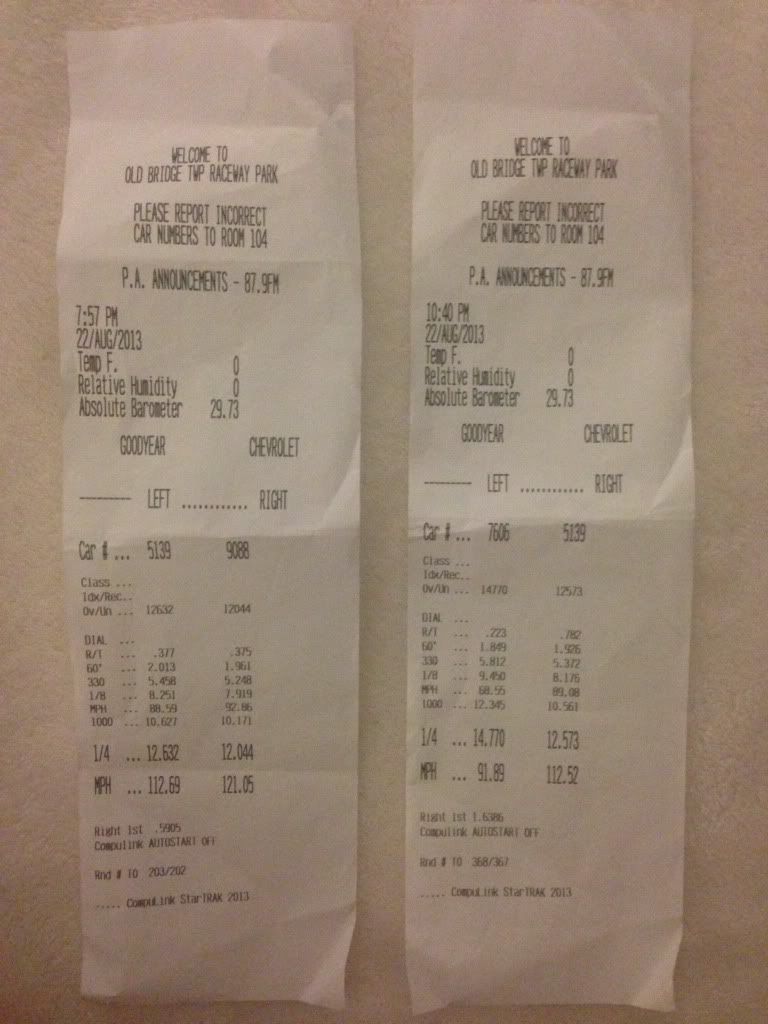 WELCOME TO
OLD BRIDGE TWP RACEWAY PARK
PLEASE REPORT INCORRECT
CAR NUMBERS TO ROOM 104
P.A. ANNOUNCEMENTS - 87.9FM
7:57 PM
22/AUG/2013
Temp F. 0
Relative Humidity 0
Absolute Barometer 29.73
GOODYEAR CHEVROLET
--------- LEFT ............ RIGHT
Car # ... 5139 9088
Class ...
Idx/Rec..
Ov/Un ... 12632 12044
DIAL ...
R/T ... .377 .375
60' ... 2.013 1.961
330 ... 5.458 5.248
1/8 ... 8.251 7.919
MPH ... 88.59 92.86
1000 ... 10.627 10.171
1/4 ... 12.632 12.044
MPH ... 112.69 121.05
Right 1st .5905
Compulink AUTOSTART OFF
Rnd # TO 203/202
..... CompuLink StarTRAK 2013
WELCOME TO
OLD BRIDGE TWP RACEWAY PARK
PLEASE REPORT INCORRECT
CAR NUMBERS TO ROOM 104
P.A. ANNOUNCEMENTS - 87.9FM
10:40 PM
22/AUG/2013
Temp F. 0
Relative Humidity 0
Absolute Barometer 29.73
GOODYEAR CHEVROLET
--------- LEFT ............ RIGHT
Car # ... 7606 5139
Class ...
Idx/Rec..
Ov/Un ... 14770 12573
DIAL ...
R/T ... .223 .782
60' ... 1.849 1.926
330 ... 5.812 5.372
1/8 ... 9.450 8.176
MPH ... 68.55 89.08
1000 ... 12.345 10.561
1/4 ... 14.770 12.573
MPH ... 91.89 112.52
Right 1st 1.6386
Compulink AUTOSTART OFF
Rnd # TO 368/367
..... CompuLink StarTRAK 2013